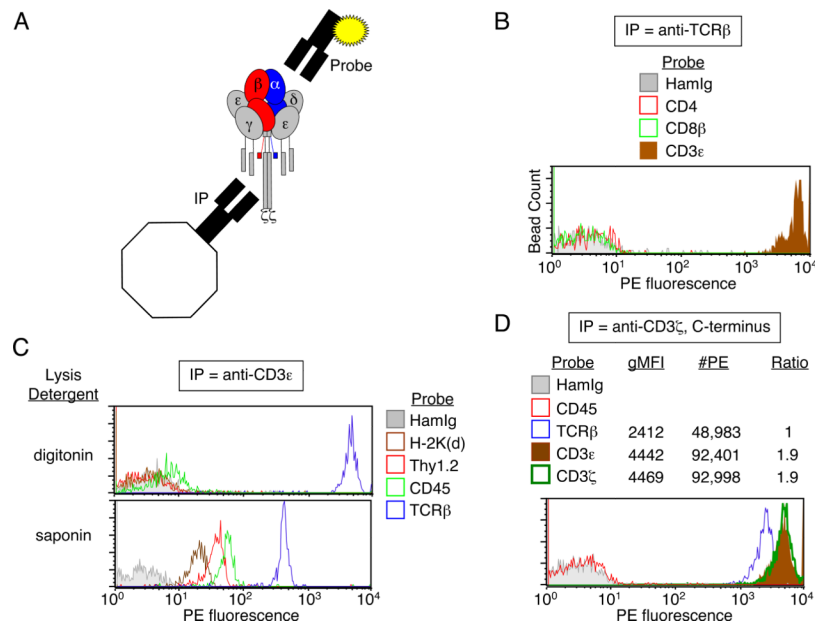 A
Probe
β α
ε δ
γ ε
IP
ζζ
B
IP = anti-TCRβ
Probe
HamIg
CD4
CD8β
CD3ε
Bead Count
10⁰ 10¹ 10² 10³ 10⁴
PE fluorescence
C
Lysis
Detergent
IP = anti-CD3ε
Probe
HamIg
H-2K(d)
Thy1.2
CD45
TCRβ
digitonin
saponin
10⁰ 10¹ 10² 10³ 10⁴
PE fluorescence
D
IP = anti-CD3ζ, C-terminus
Probe gMFI #PE Ratio
HamIg
CD45
TCRβ 2412 48,983 1
CD3ε 4442 92,401 1.9
CD3ζ 4469 92,998 1.9
10⁰ 10¹ 10² 10³ 10⁴
PE fluorescence